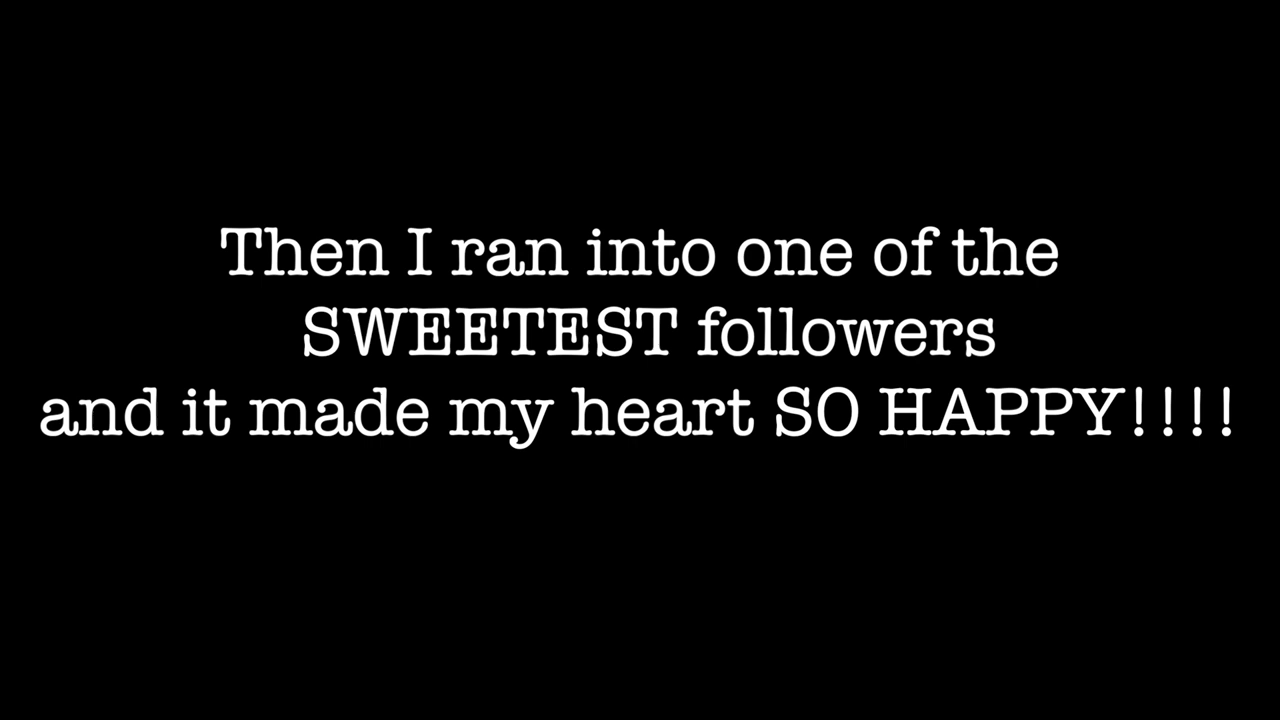 Then I ran into one of the
SWEETEST followers
and it made my heart SO HAPPY!!!!